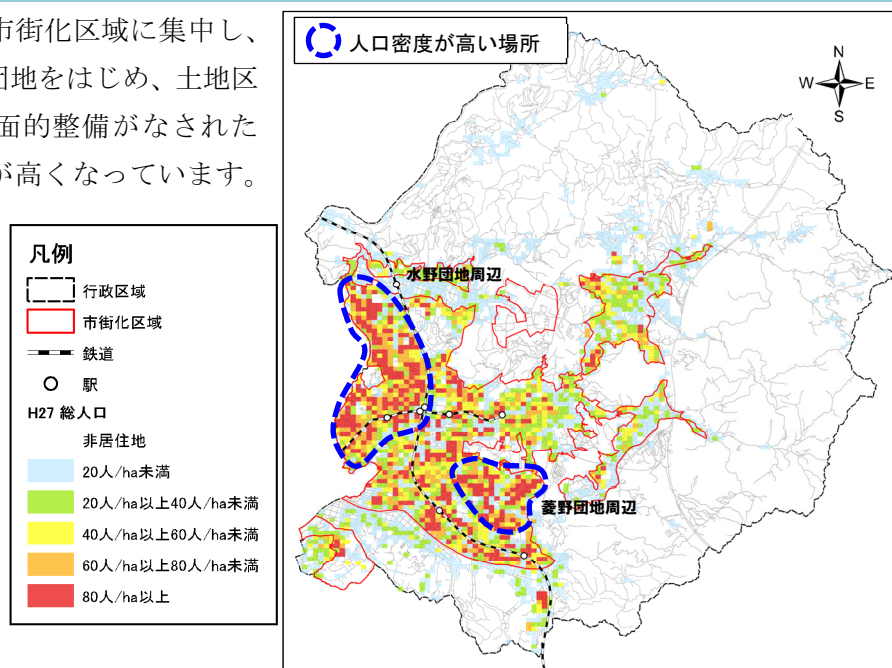 市街化区域に集中し、
団地をはじめ、土地区
面的整備がなされた
が高くなっています。
人口密度が高い場所
N
W E
S
水野団地周辺
菱野団地周辺
凡例
行政区域
市街化区域
鉄道
駅
H27 総人口
非居住地
20人/ha未満
20人/ha以上40人/ha未満
40人/ha以上60人/ha未満
60人/ha以上80人/ha未満
80人/ha以上